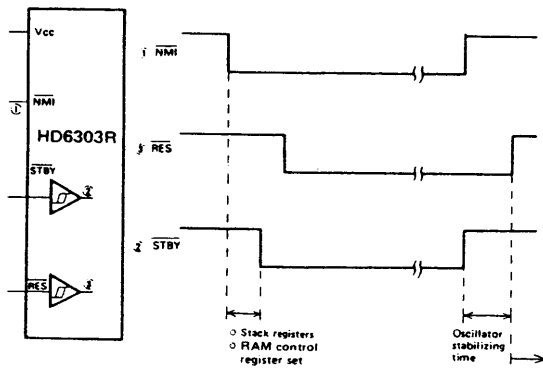 Vcc
NMI
HD6303R
STBY
RES
NMI
RES
STBY
○ Stack registers
○ RAM control
register set
Oscillator
stabilizing
time